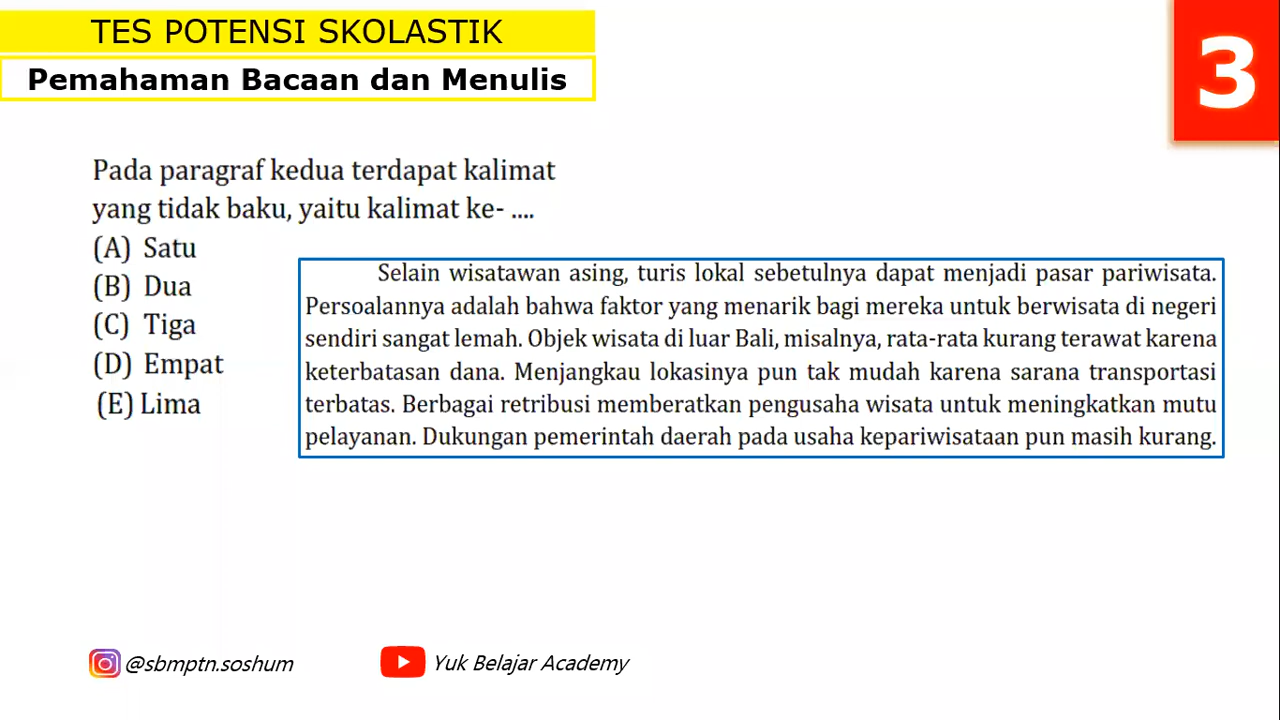 TES POTENSI SKOLASTIK
Pemahaman Bacaan dan Menulis
3
Pada paragraf kedua terdapat kalimat
yang tidak baku, yaitu kalimat ke- ....
(A) Satu
(B) Dua
(C) Tiga
(D) Empat
(E) Lima
Selain wisatawan asing, turis lokal sebetulnya dapat menjadi pasar pariwisata.
Persoalannya adalah bahwa faktor yang menarik bagi mereka untuk berwisata di negeri
sendiri sangat lemah. Objek wisata di luar Bali, misalnya, rata-rata kurang terawat karena
keterbatasan dana. Menjangkau lokasinya pun tak mudah karena sarana transportasi
terbatas. Berbagai retribusi memberatkan pengusaha wisata untuk meningkatkan mutu
pelayanan. Dukungan pemerintah daerah pada usaha kepariwisataan pun masih kurang.
@sbmptn.soshum
Yuk Belajar Academy